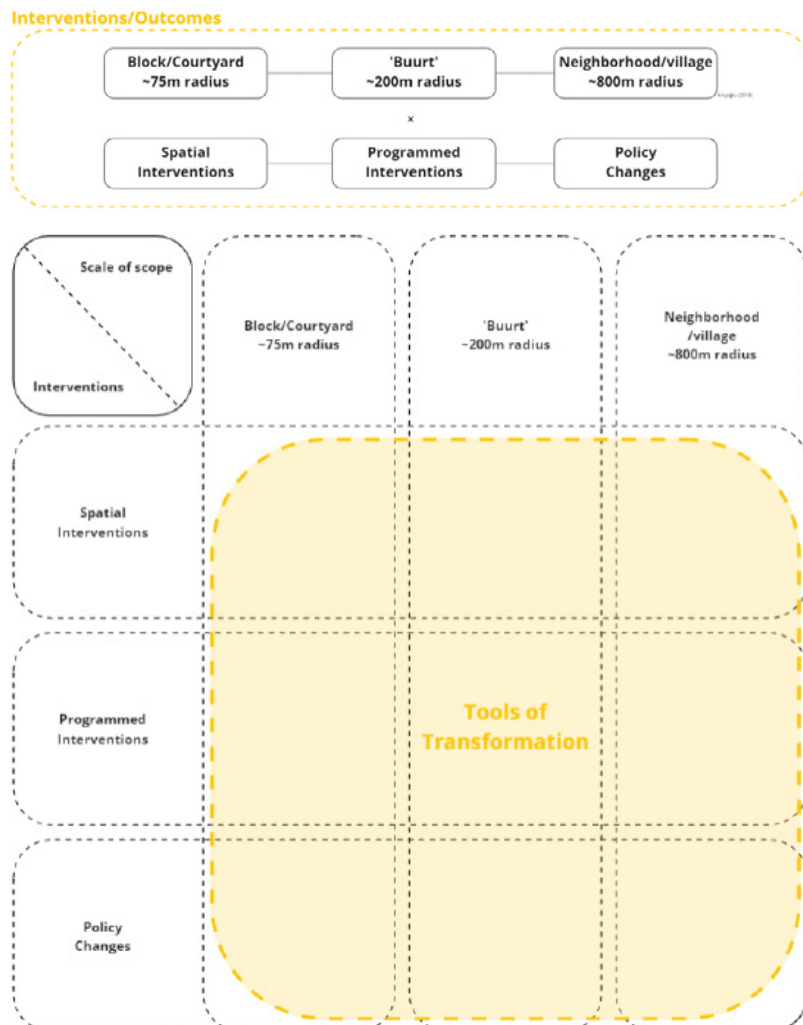 Interventions/Outcomes
Block/Courtyard
~75m radius
'Buurt'
~200m radius
Neighborhood/village
~800m radius
×
Spatial
Interventions
Programmed
Interventions
Policy
Changes
Scale of scope
Interventions
Block/Courtyard
~75m radius
'Buurt'
~200m radius
Neighborhood
/village
~800m radius
Spatial
Interventions
Programmed
Interventions
Tools of
Transformation
Policy
Changes